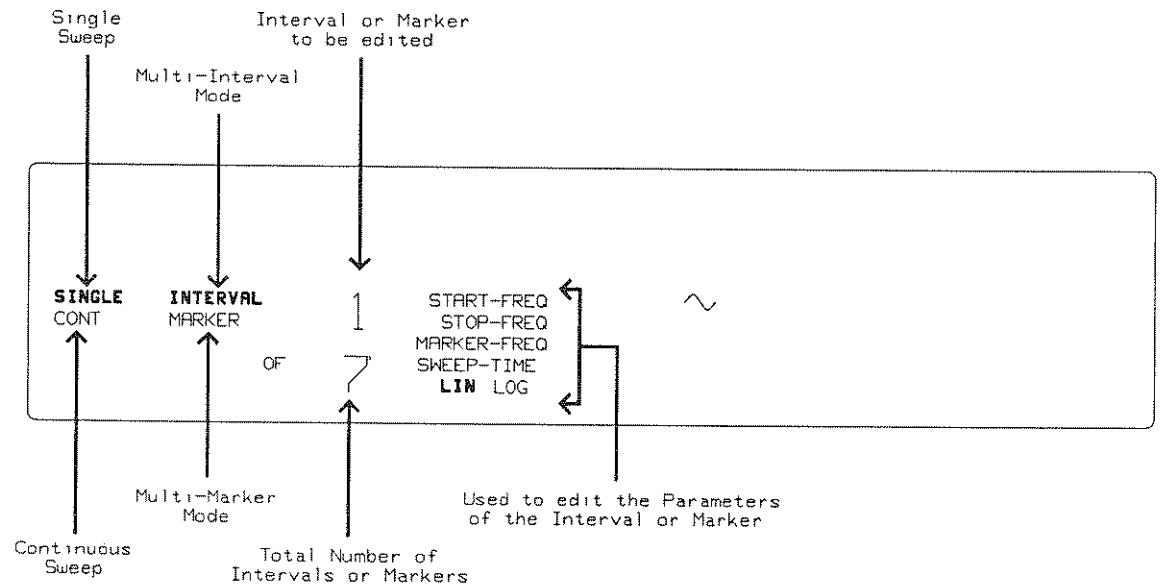 Single
Sweep
Interval or Marker
to be edited
Multi-Interval
Mode
SINGLE
CONT
INTERVAL
MARKER
1
OF 7
START-FREQ
STOP-FREQ
MARKER-FREQ
SWEEP-TIME
LIN LOG
Multi-Marker
Mode
Used to edit the Parameters
of the Interval or Marker
Continuous
Sweep
Total Number of
Intervals or Markers